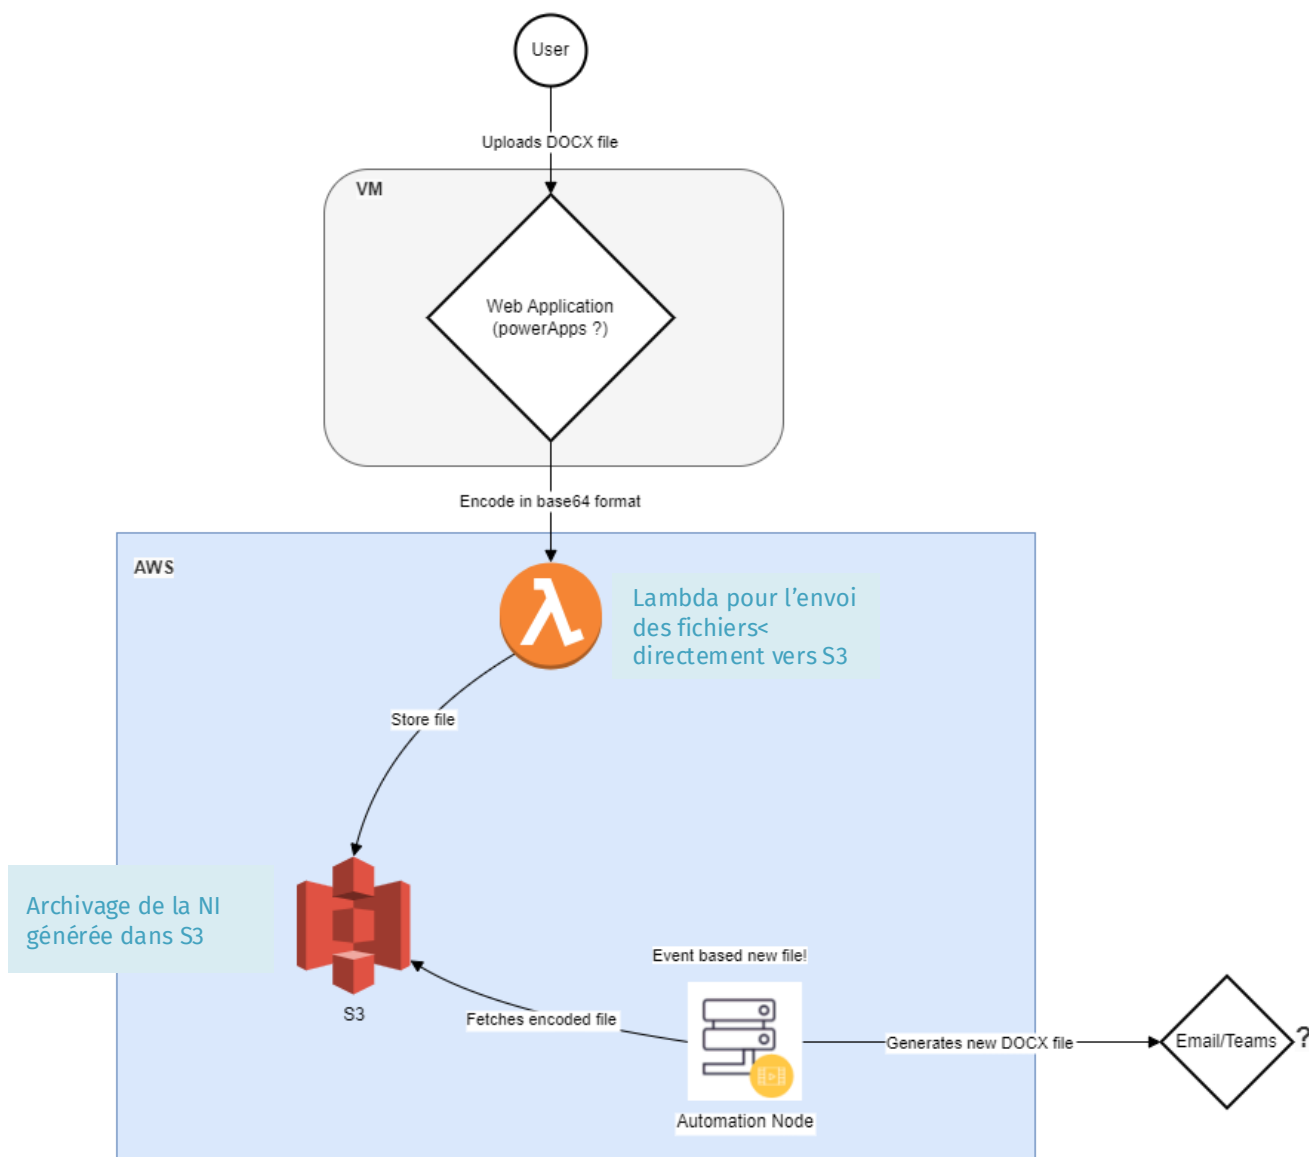 User
Uploads DOCX file
VM
Web Application
(powerApps ?)
Encode in base64 format
AWS
Lambda pour l’envoi
des fichiers<
directement vers S3
Store file
Archivage de la NI
générée dans S3
S3
Event based new file!
Fetches encoded file
Generates new DOCX file
Email/Teams
?
Automation Node